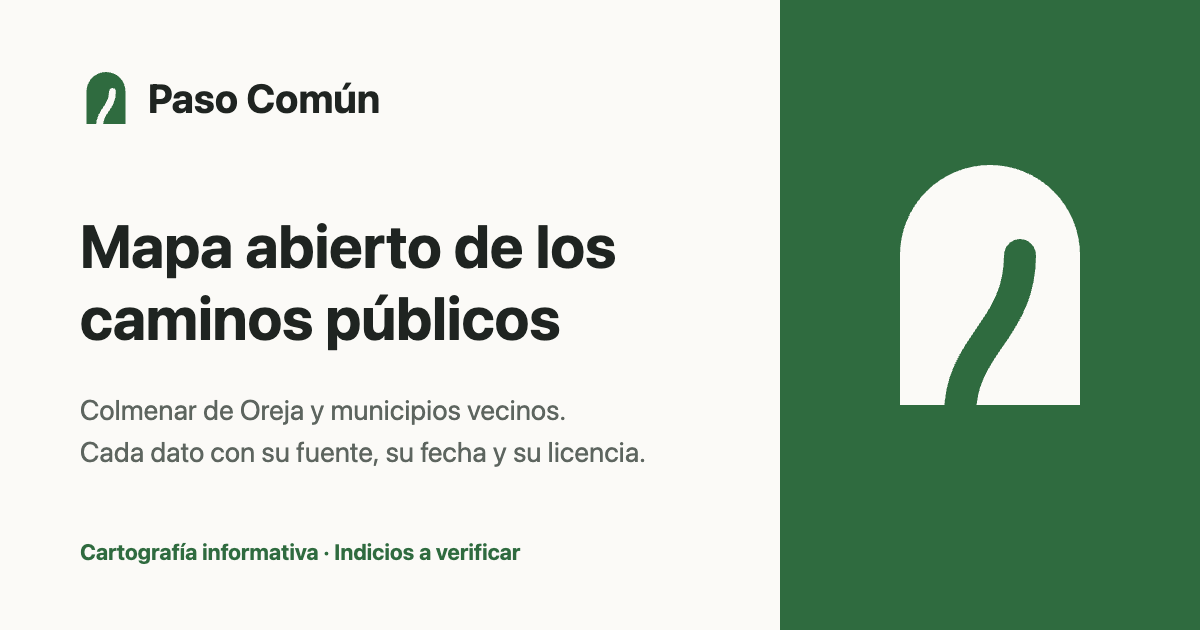 Paso Común
Mapa abierto de los
caminos públicos
Colmenar de Oreja y municipios vecinos.
Cada dato con su fuente, su fecha y su licencia.
Cartografía informativa · Indicios a verificar